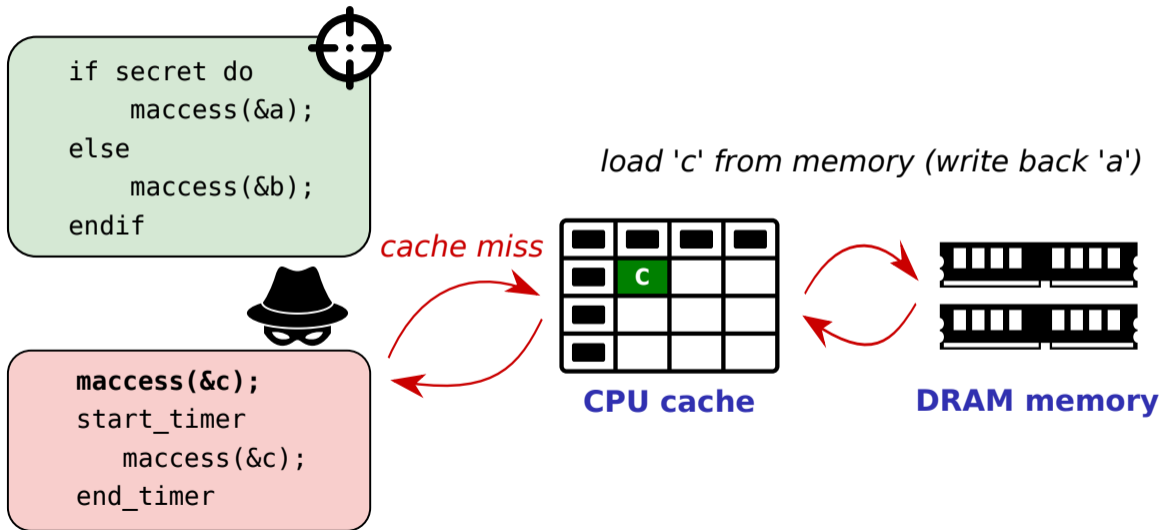 if secret do
    maccess(&a);
else
    maccess(&b);
endif
load 'c' from memory (write back 'a')
cache miss
C
CPU cache
DRAM memory
maccess(&c);
start_timer
   maccess(&c);
end_timer